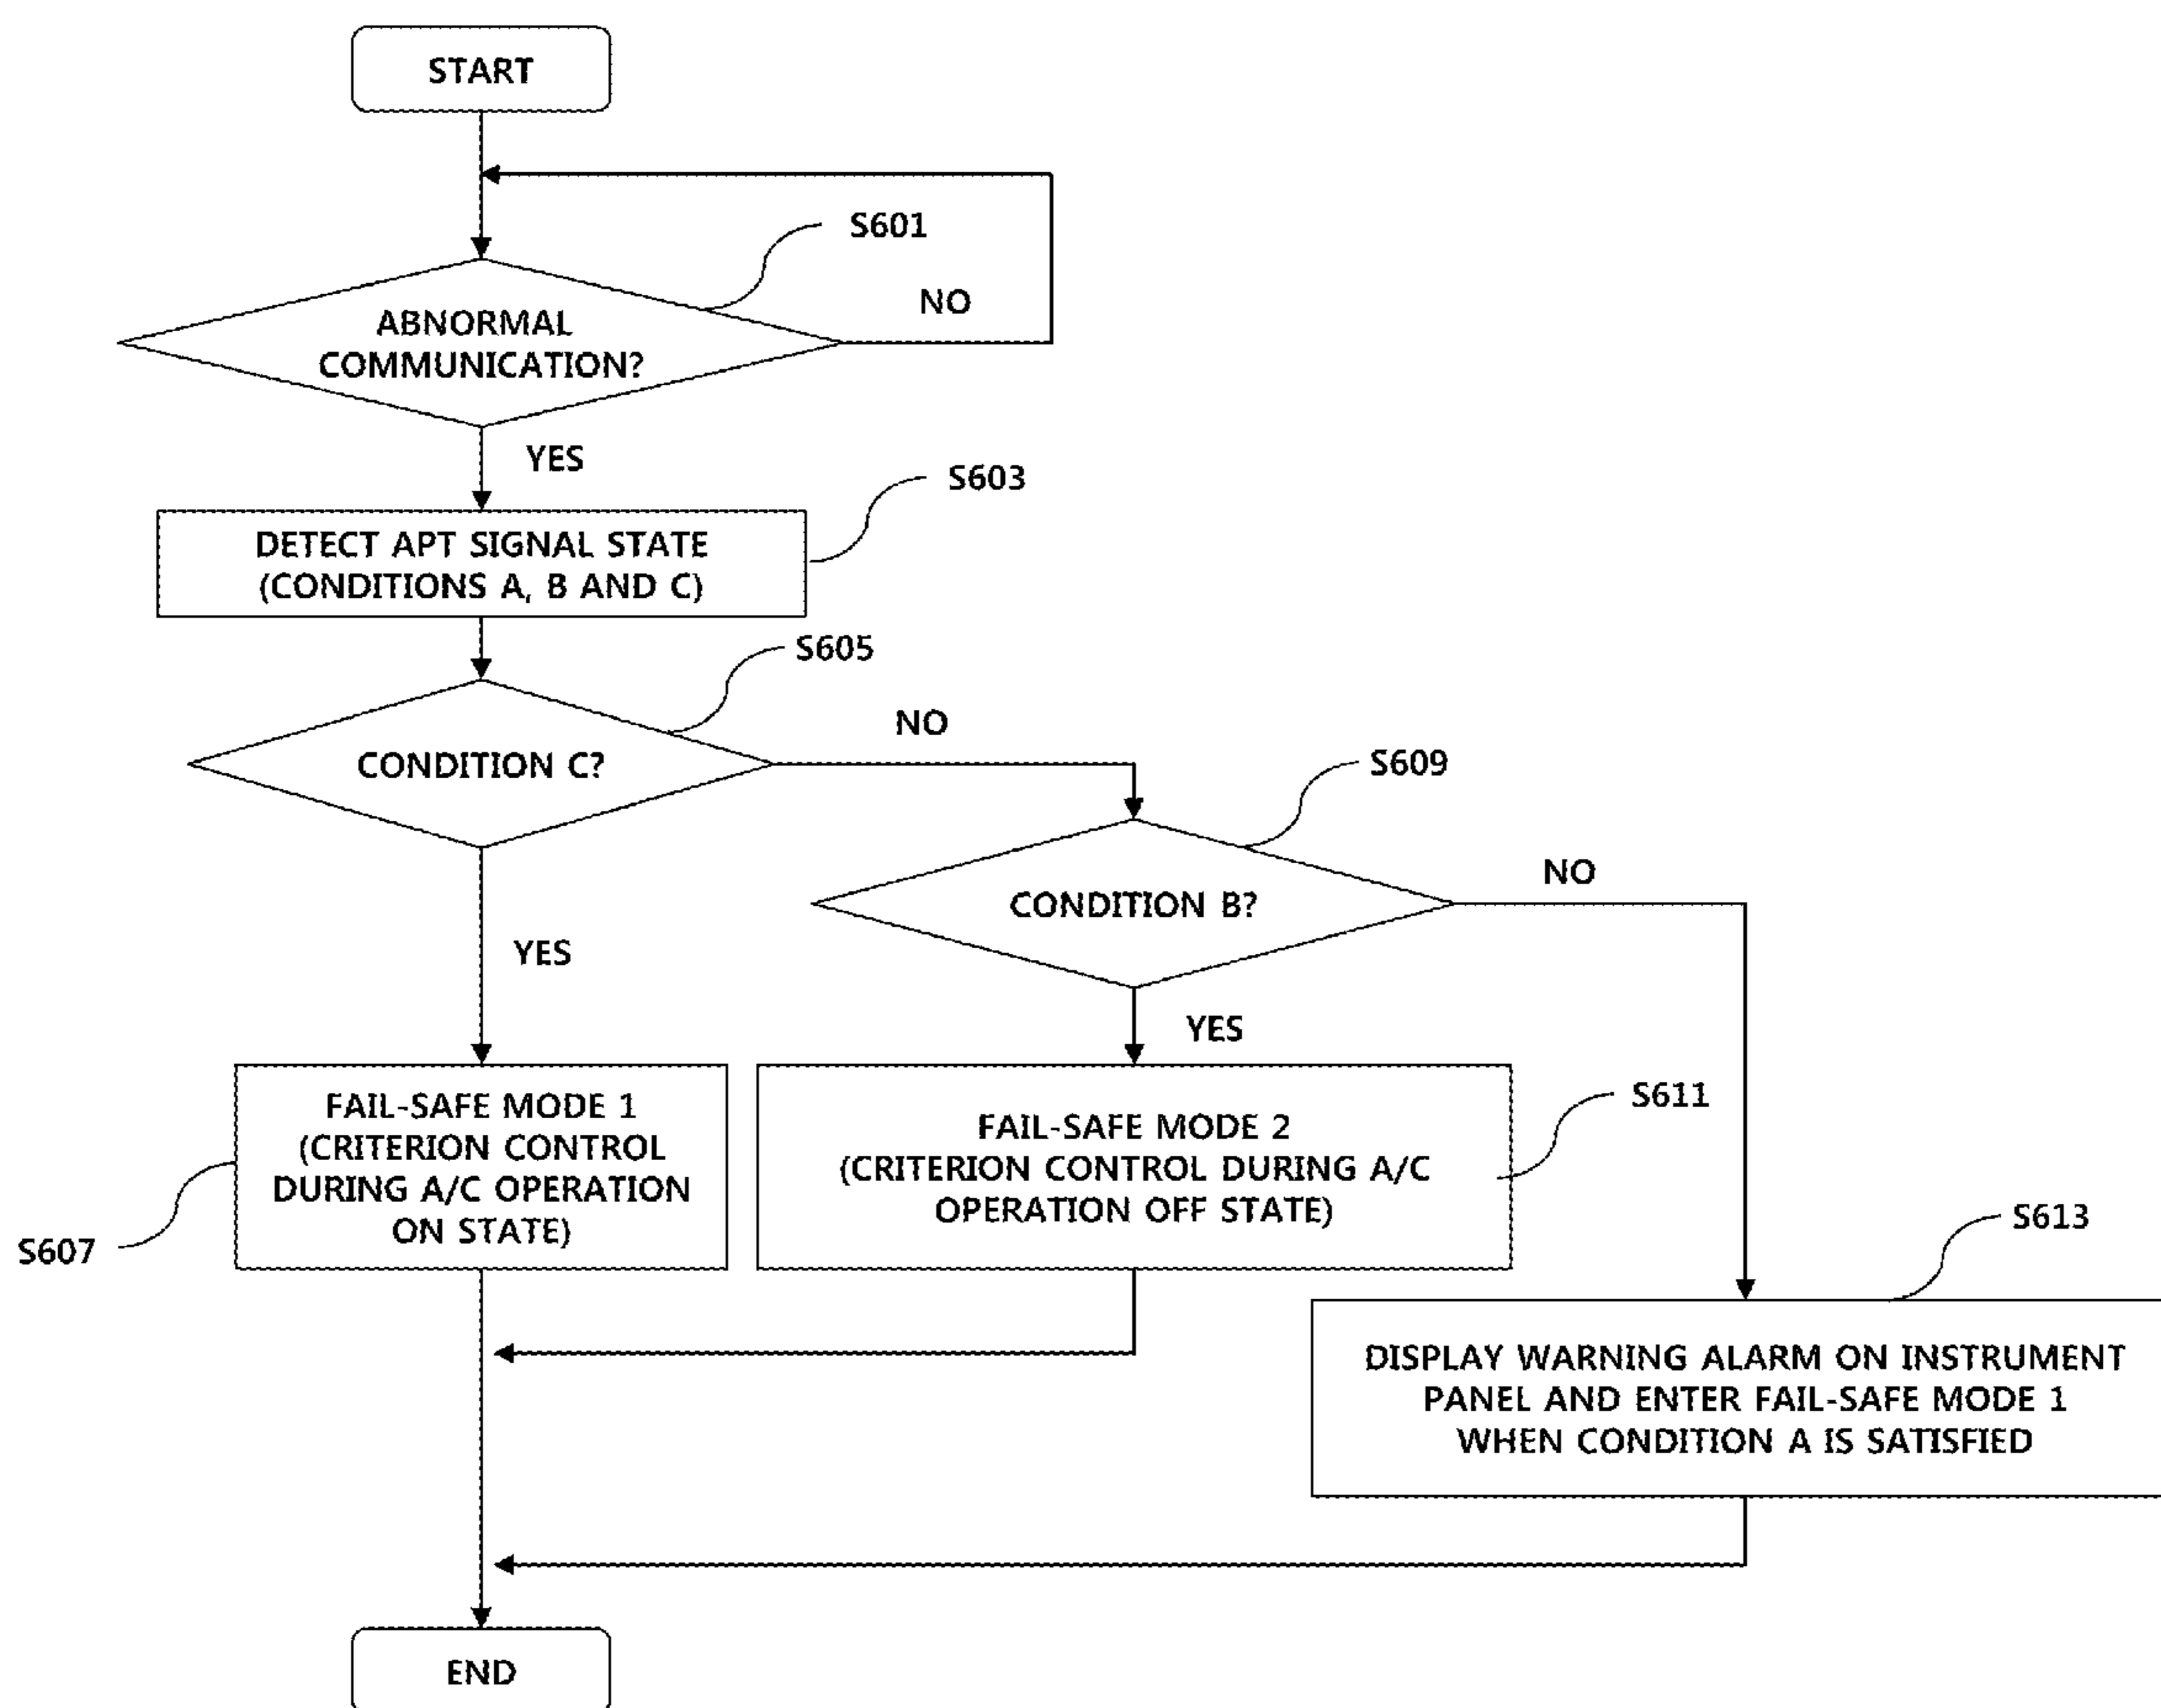 START
S601
NO
ABNORMAL
COMMUNICATION?
YES
S603
DETECT APT SIGNAL STATE
(CONDITIONS A, B AND C)
S605
NO
CONDITION C?
S609
NO
CONDITION B?
YES
YES
FAIL-SAFE MODE 1
(CRITERION CONTROL
DURING A/C OPERATION
ON STATE)
S607
FAIL-SAFE MODE 2
(CRITERION CONTROL DURING A/C
OPERATION OFF STATE)
S611
S613
DISPLAY WARNING ALARM ON INSTRUMENT
PANEL AND ENTER FAIL-SAFE MODE 1
WHEN CONDITION A IS SATISFIED
END